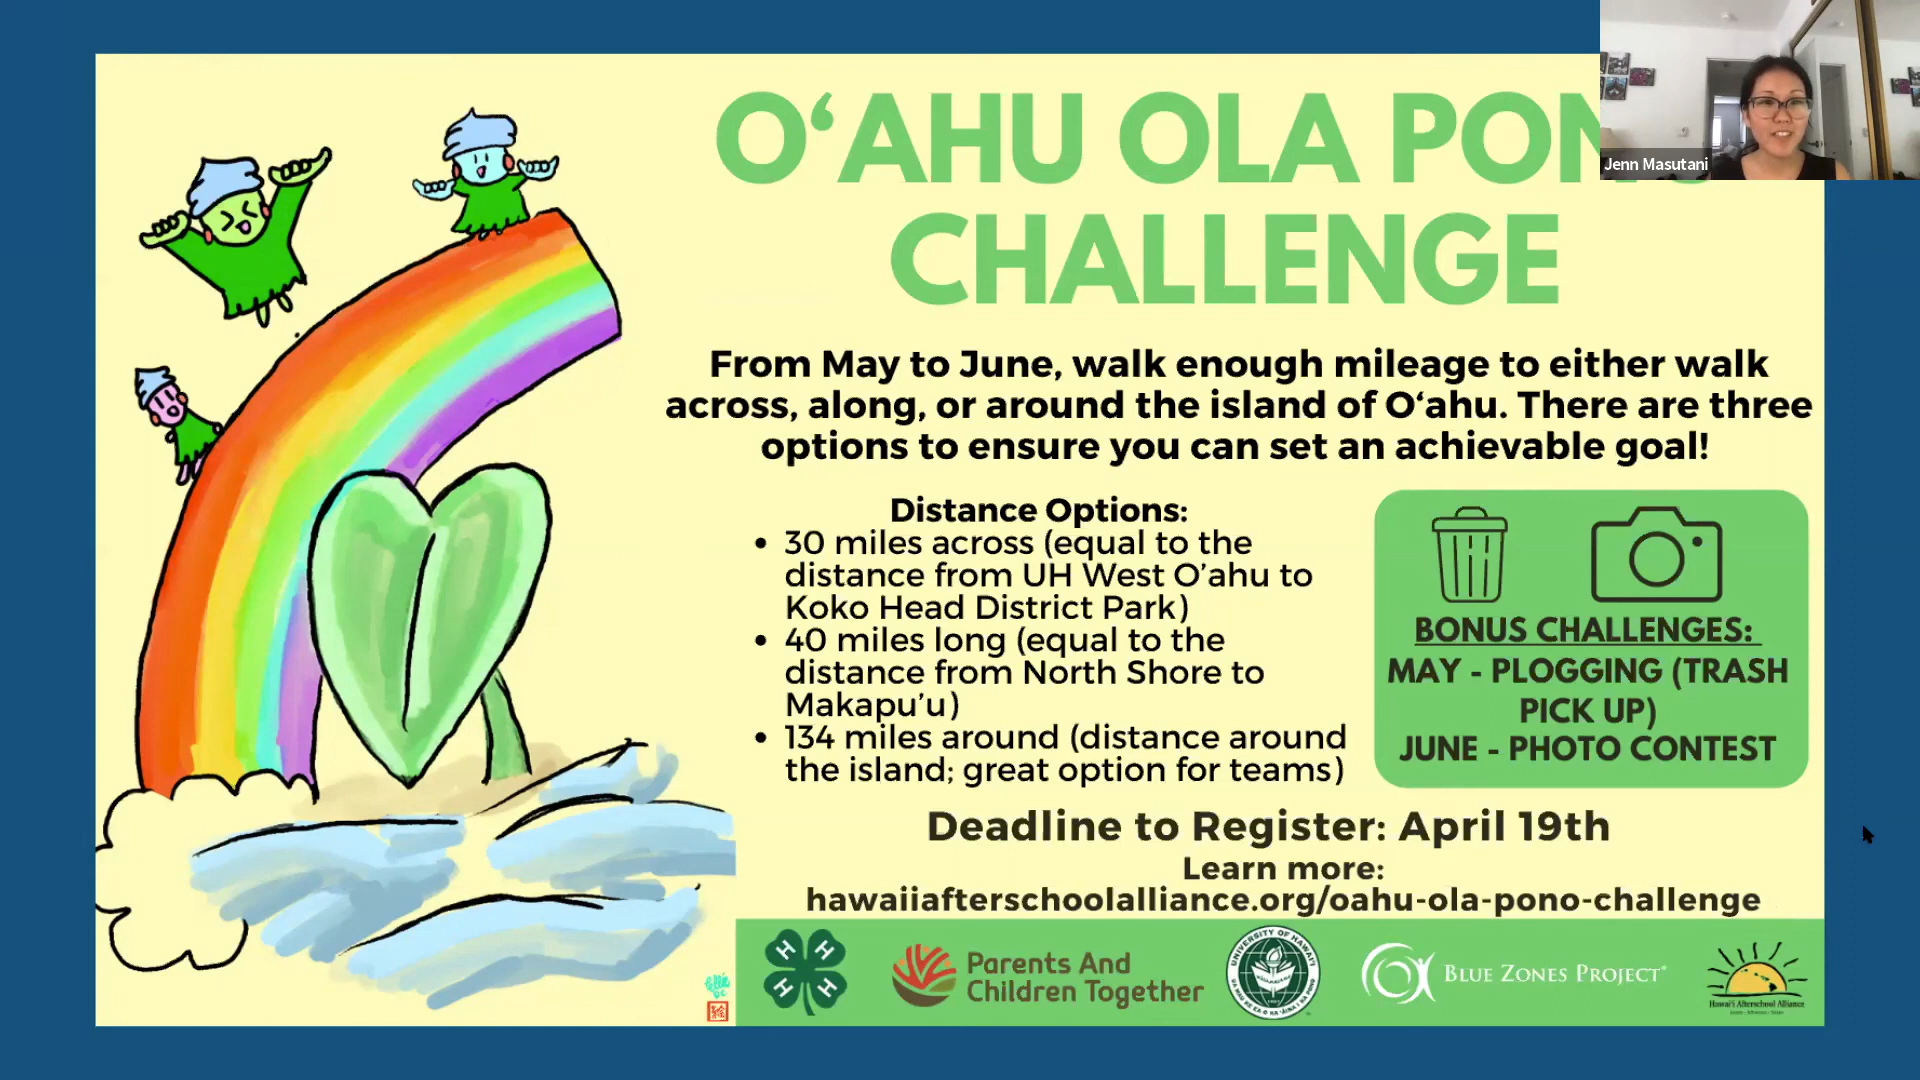 OʻAHU OLA PON
Jenn Masutani
CHALLENGE
From May to June, walk enough mileage to either walk
across, along, or around the island of Oʻahu. There are three
options to ensure you can set an achievable goal!
Distance Options:
• 30 miles across (equal to the
distance from UH West O’ahu to
Koko Head District Park)
• 40 miles long (equal to the
distance from North Shore to
Makapu’u)
• 134 miles around (distance around
the island; great option for teams)
BONUS CHALLENGES:
MAY - PLOGGING (TRASH
PICK UP)
JUNE - PHOTO CONTEST
Deadline to Register: April 19th
Learn more:
hawaiiafterschoolalliance.org/oahu-ola-pono-challenge
H H H H
Parents And
Children Together
UNIVERSITY OF HAWAIʻI
BLUE ZONES PROJECT®
Hawai‘i Afterschool Alliance